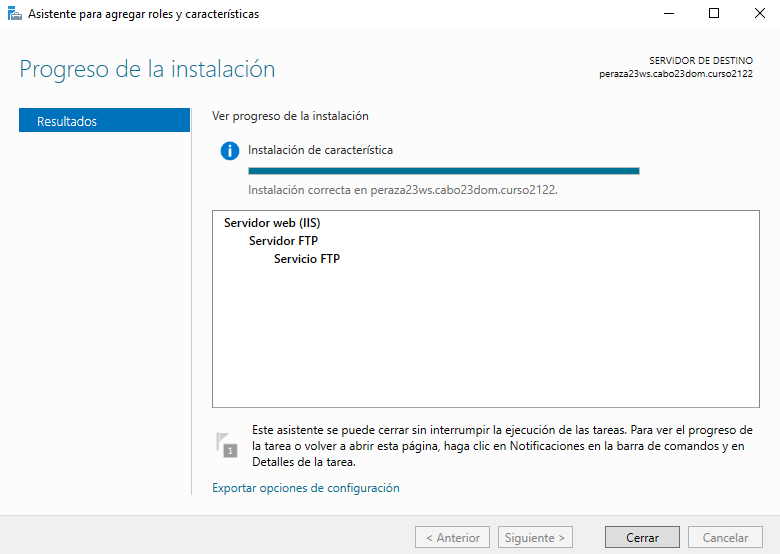 Asistente para agregar roles y características
Progreso de la instalación
SERVIDOR DE DESTINO
peraza23ws.cabo23dom.curso2122
Resultados
Ver progreso de la instalación
Instalación de característica
Instalación correcta en peraza23ws.cabo23dom.curso2122.
Servidor web (IIS)
Servidor FTP
Servicio FTP
1
Este asistente se puede cerrar sin interrumpir la ejecución de las tareas. Para ver el progreso de
la tarea o volver a abrir esta página, haga clic en Notificaciones en la barra de comandos y en
Detalles de la tarea.
Exportar opciones de configuración
< Anterior
Siguiente >
Cerrar
Cancelar